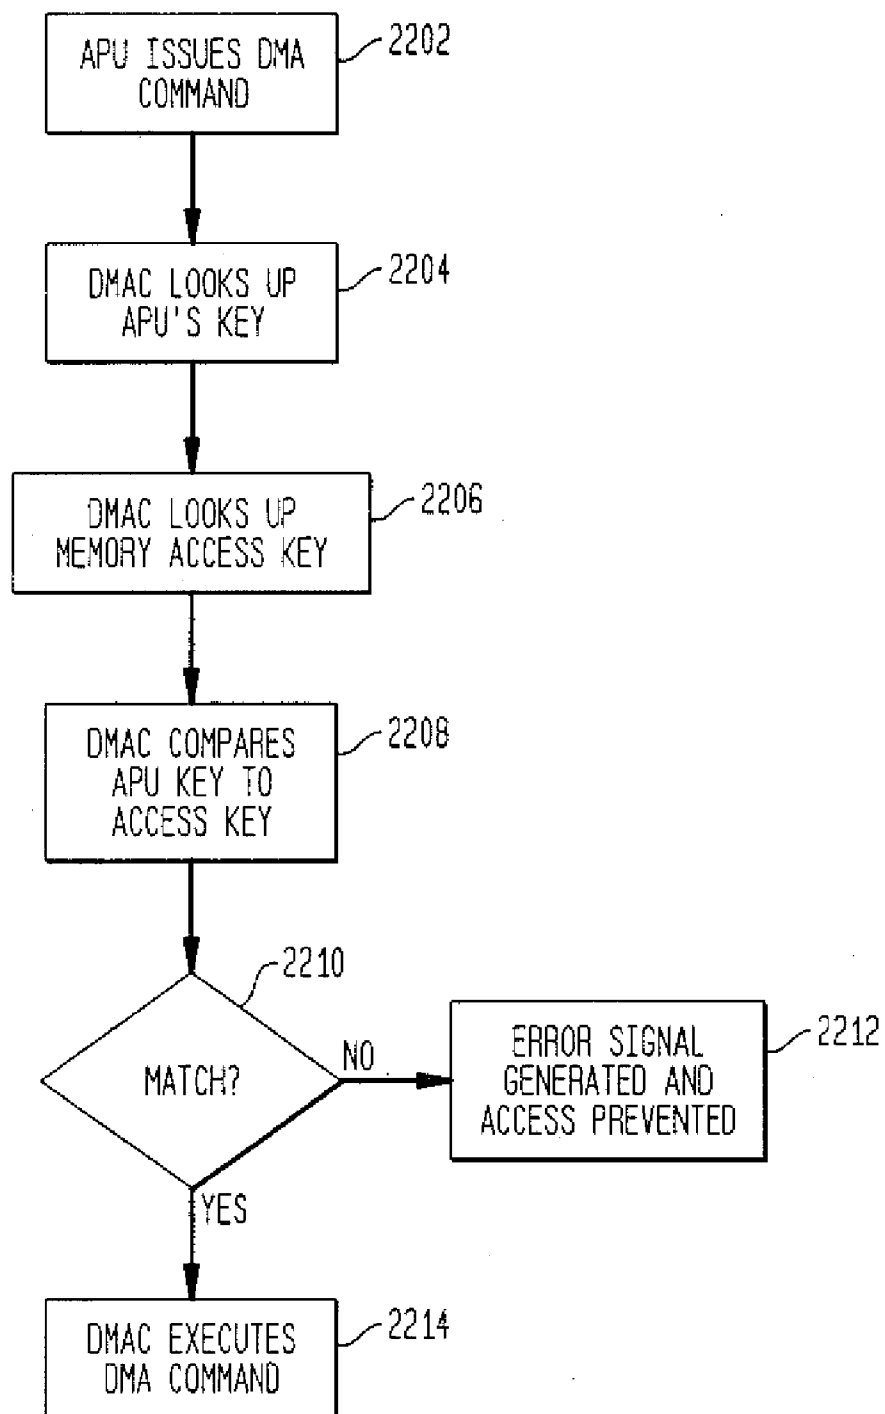 APU ISSUES DMA
COMMAND
2202
DMAC LOOKS UP
APU'S KEY
2204
DMAC LOOKS UP
MEMORY ACCESS KEY
2206
DMAC COMPARES
APU KEY TO
ACCESS KEY
2208
2210
MATCH?
NO
ERROR SIGNAL
GENERATED AND
ACCESS PREVENTED
2212
YES
DMAC EXECUTES
DMA COMMAND
2214